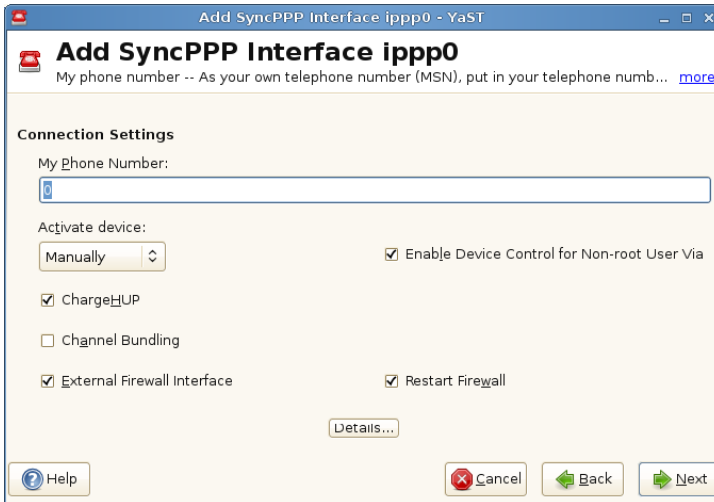 Add SyncPPP Interface ippp0 - YaST
Add SyncPPP Interface ippp0
My phone number -- As your own telephone number (MSN), put in your telephone numb... more
Connection Settings
My Phone Number:
0
Activate device:
Manually
Enable Device Control for Non-root User Via
ChargeHUP
Channel Bundling
External Firewall Interface
Restart Firewall
Details...
Help
Cancel
Back
Next